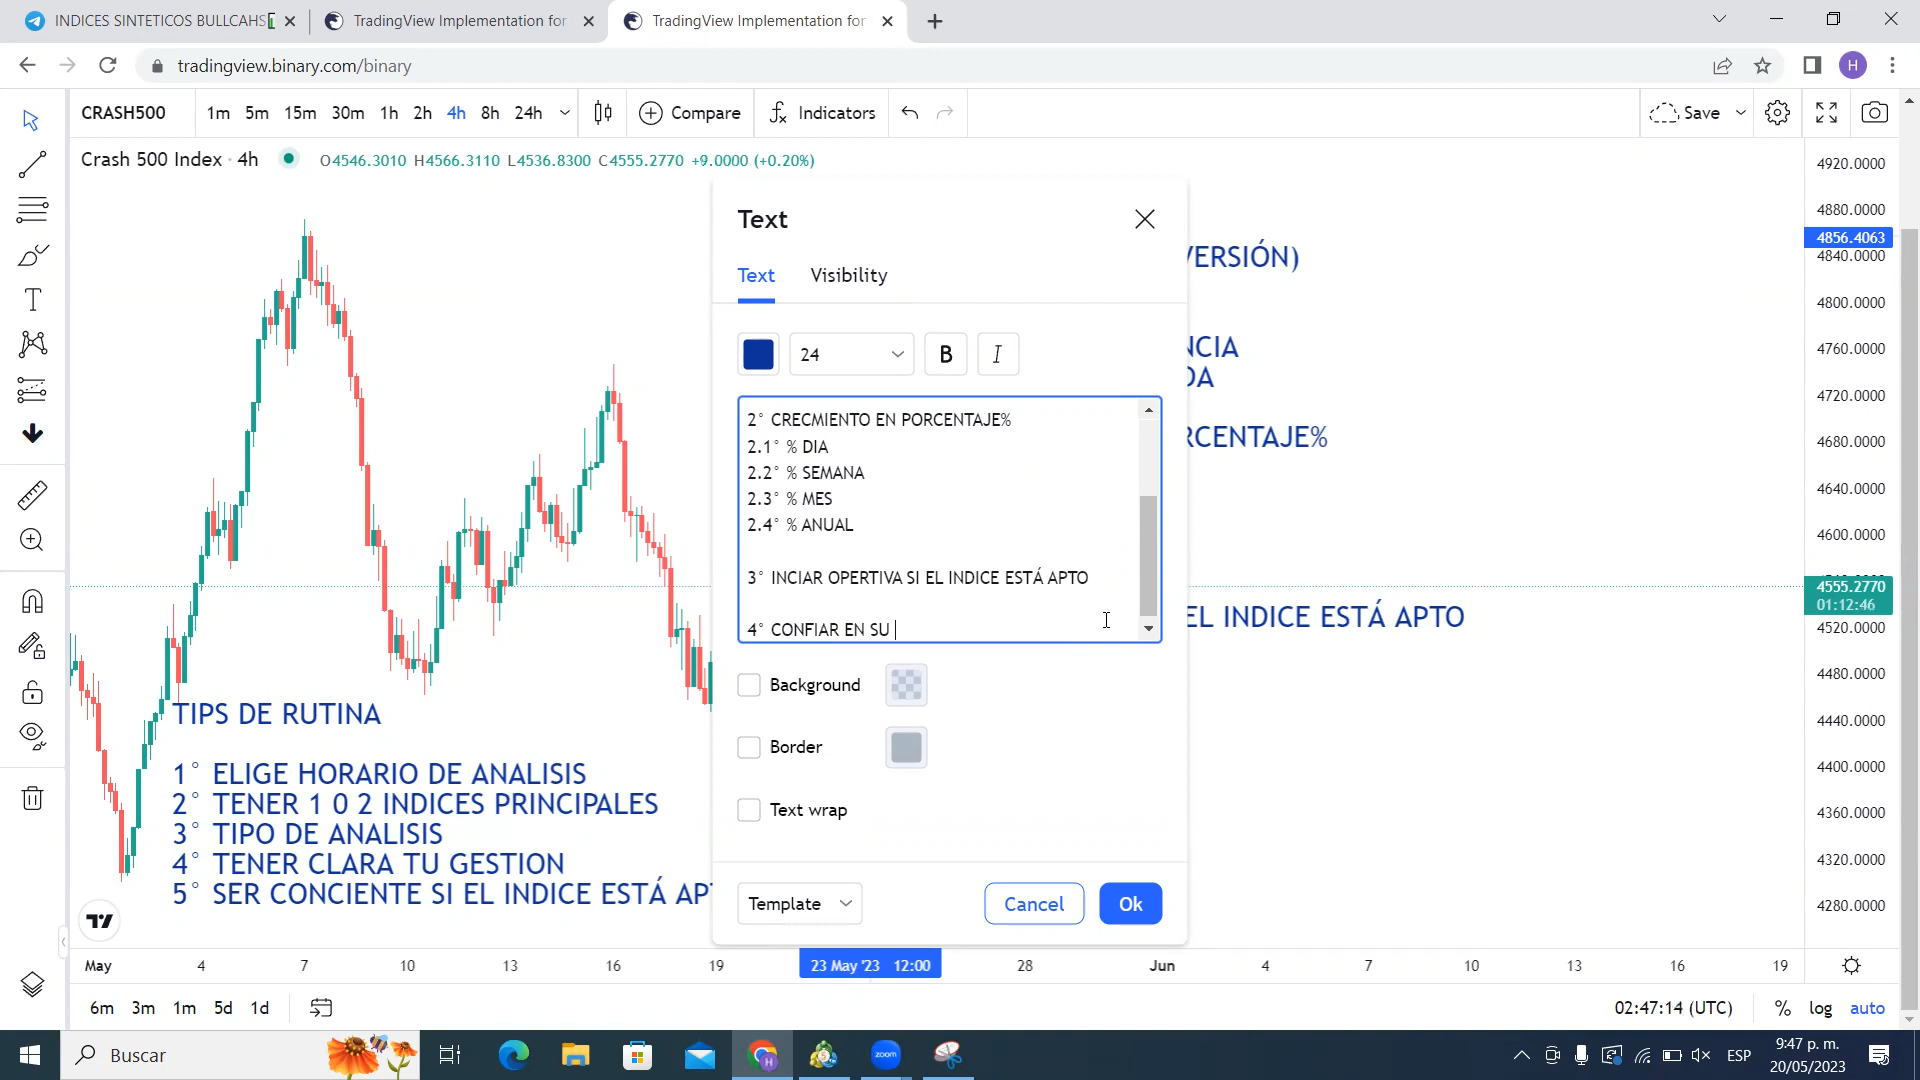 INDICES SINTETICOS BULLCAHS
TradingView Implementation for
TradingView Implementation for
tradingview.binary.com/binary
H
CRASH500
1m 5m 15m 30m 1h 2h 4h 8h 24h
Compare
Indicators
Save
Crash 500 Index · 4h
O4546.3010 H4566.3110 L4536.8300 C4555.2770 +9.0000 (+0.20%)
Text
Text Visibility
24
B I
2° CRECMIENTO EN PORCENTAJE%
2.1° % DIA
2.2° % SEMANA
2.3° % MES
2.4° % ANUAL
3° INCIAR OPERTIVA SI EL INDICE ESTÁ APTO
4° CONFIAR EN SU
Background
Border
Text wrap
Template
Cancel
Ok
VERSIÓN)
NCIA
DA
RCENTAJE%
EL INDICE ESTÁ APTO
TIPS DE RUTINA
1° ELIGE HORARIO DE ANALISIS
2° TENER 1 0 2 INDICES PRINCIPALES
3° TIPO DE ANALISIS
4° TENER CLARA TU GESTION
5° SER CONCIENTE SI EL INDICE ESTÁ APT
4920.0000
4880.0000
4856.4063
4840.0000
4800.0000
4760.0000
4720.0000
4680.0000
4640.0000
4600.0000
4555.2770
01:12:46
4520.0000
4480.0000
4440.0000
4400.0000
4360.0000
4320.0000
4280.0000
May 4 7 10 13 16 19 23 May '23 12:00 28 Jun 4 7 10 13 16 19
6m 3m 1m 5d 1d
02:47:14 (UTC) % log auto
Buscar
zoom
H
ESP
9:47 p. m.
20/05/2023